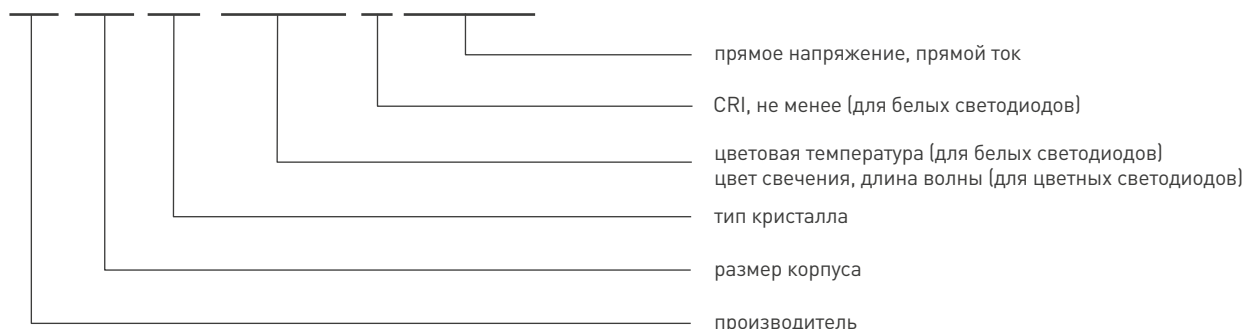 прямое напряжение, прямой ток
CRI, не менее (для белых светодиодов)
цветовая температура (для белых светодиодов)
цвет свечения, длина волны (для цветных светодиодов)
тип кристалла
размер корпуса
производитель